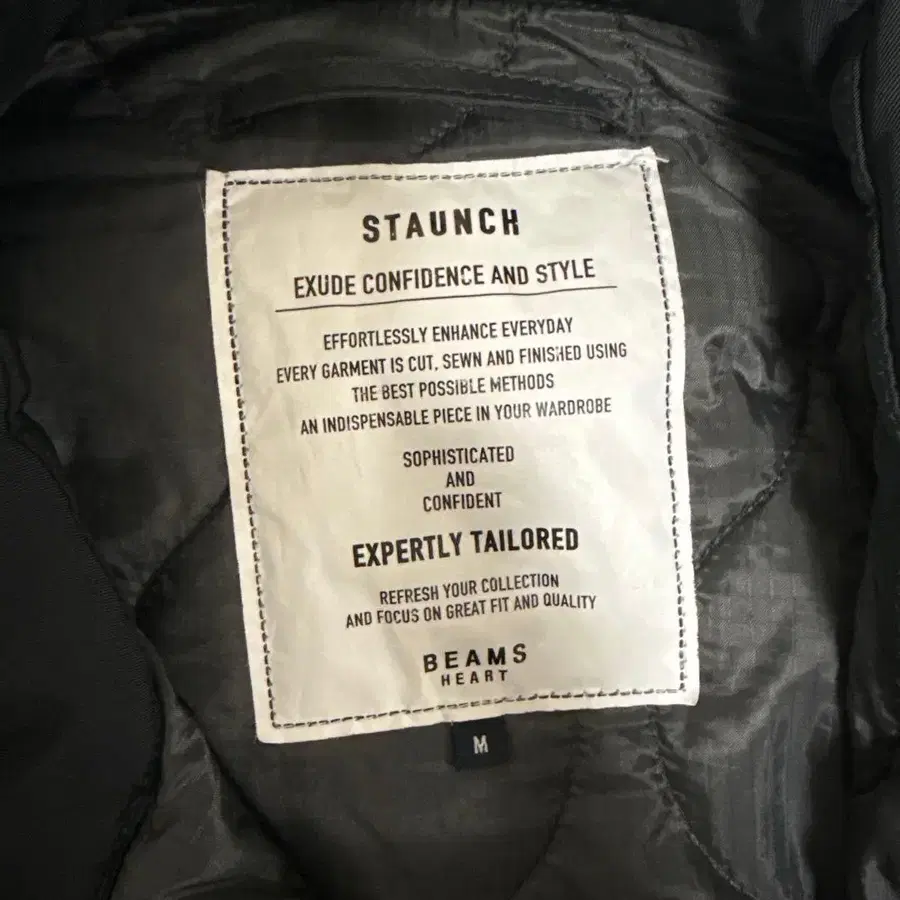 STAUNCH
EXUDE CONFIDENCE AND STYLE
EFFORTLESSLY ENHANCE EVERYDAY
EVERY GARMENT IS CUT, SEWN AND FINISHED USING
THE BEST POSSIBLE METHODS
AN INDISPENSABLE PIECE IN YOUR WARDROBE
SOPHISTICATED
AND
CONFIDENT
EXPERTLY TAILORED
REFRESH YOUR COLLECTION
AND FOCUS ON GREAT FIT AND QUALITY
BEAMS
HEART
M